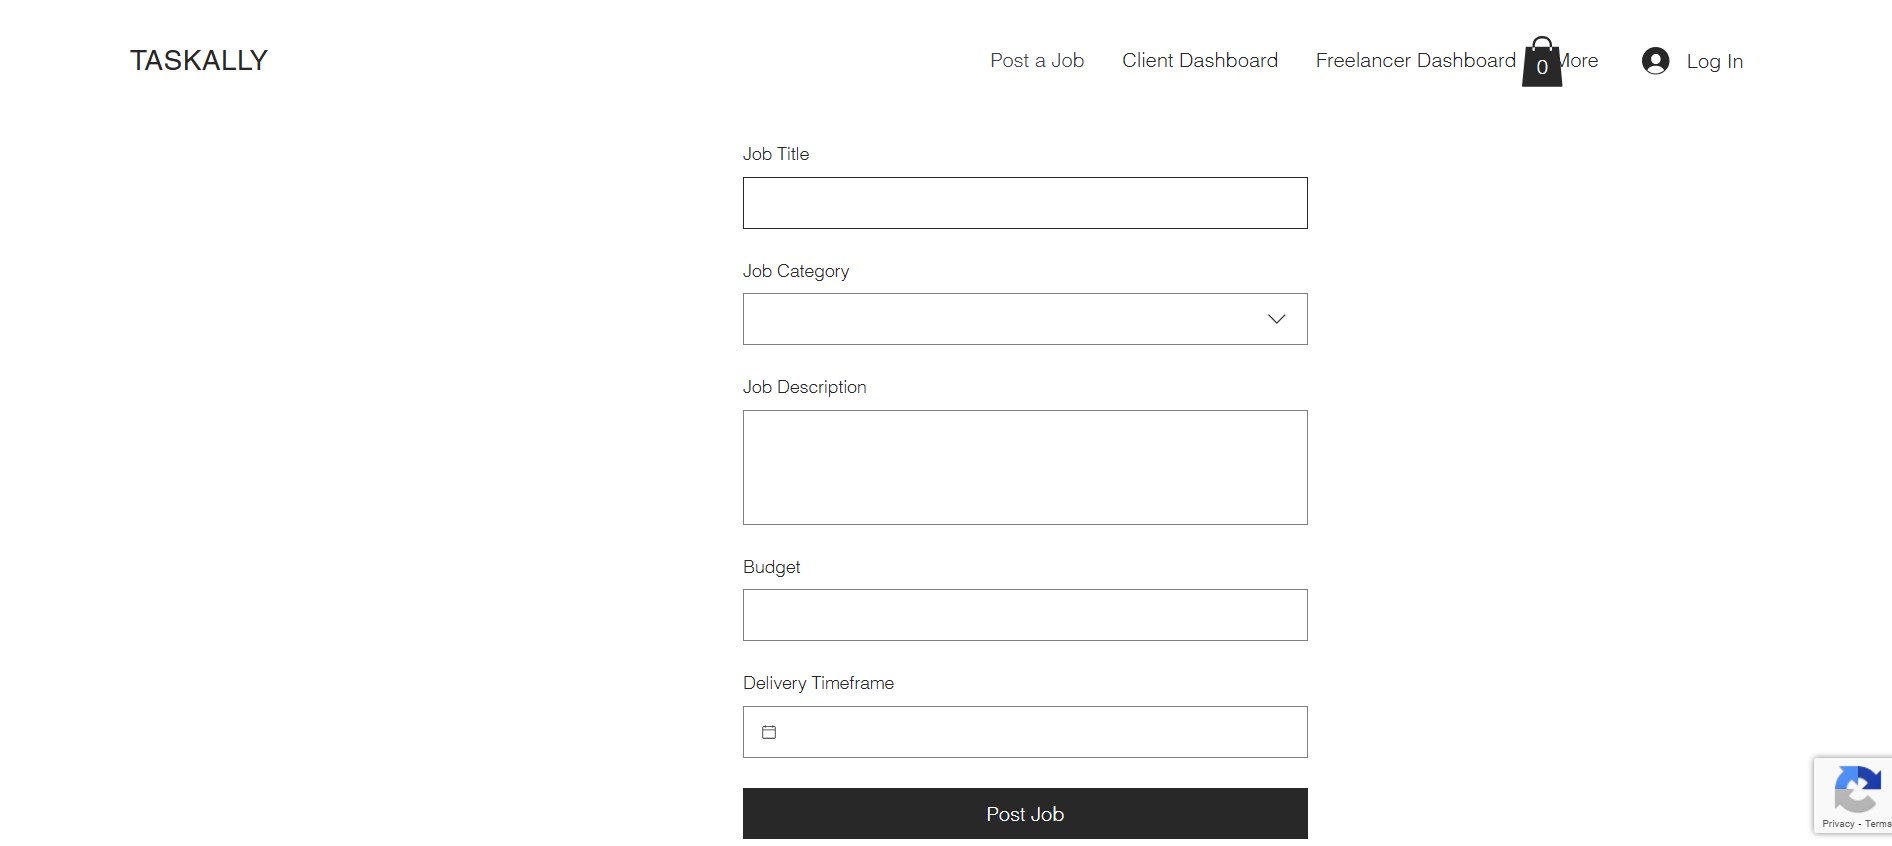 TASKALLY
Post a Job
Client Dashboard
Freelancer Dashboard
0
More
Log In
Job Title
Job Category
Job Description
Budget
Delivery Timeframe
Post Job
Privacy - Terms